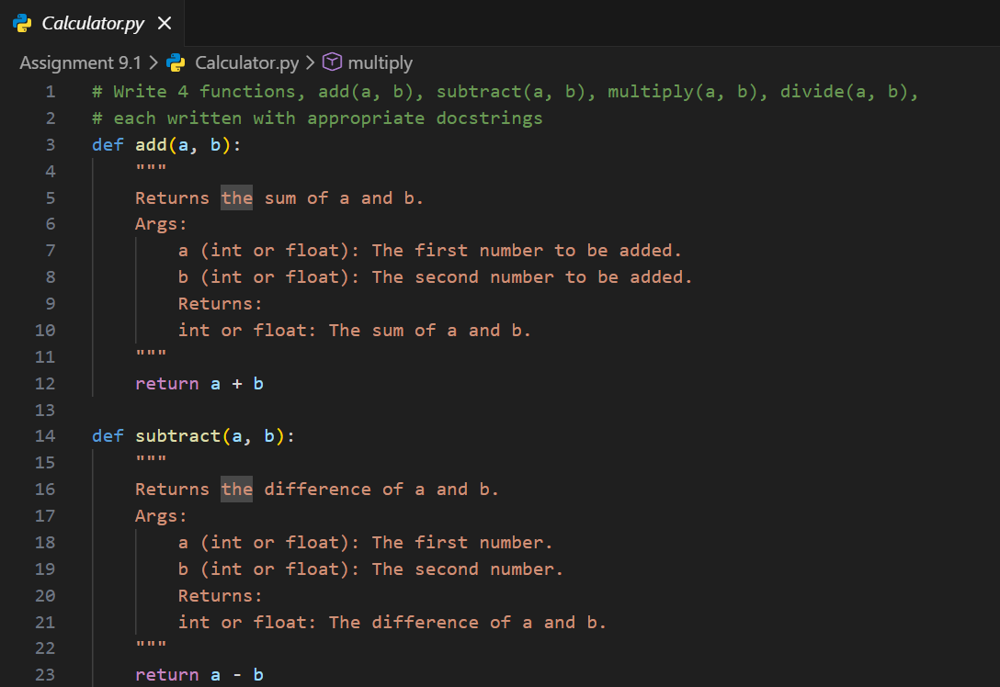 Calculator.py
Assignment 9.1 > Calculator.py > multiply
1 # Write 4 functions, add(a, b), subtract(a, b), multiply(a, b), divide(a, b),
2 # each written with appropriate docstrings
3 def add(a, b):
4     """
5     Returns the sum of a and b.
6     Args:
7         a (int or float): The first number to be added.
8         b (int or float): The second number to be added.
9         Returns:
10         int or float: The sum of a and b.
11     """
12     return a + b
13
14 def subtract(a, b):
15     """
16     Returns the difference of a and b.
17     Args:
18         a (int or float): The first number.
19         b (int or float): The second number.
20         Returns:
21         int or float: The difference of a and b.
22     """
23     return a - b